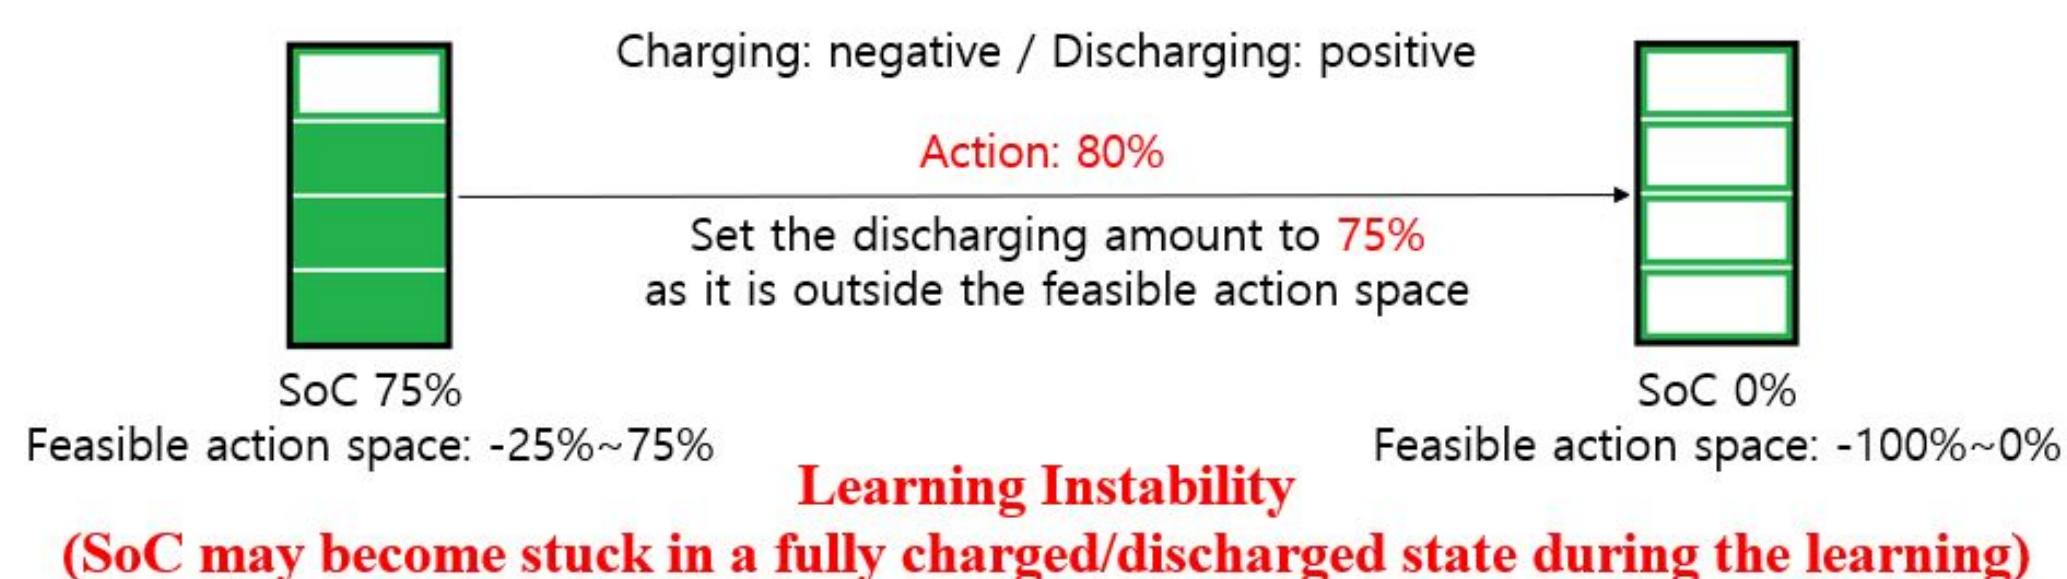 Charging: negative / Discharging: positive
Action: 80%
Set the discharging amount to 75%
as it is outside the feasible action space
SoC 75%
Feasible action space: -25%~75%
SoC 0%
Feasible action space: -100%~0%
Learning Instability
(SoC may become stuck in a fully charged/discharged state during the learning)